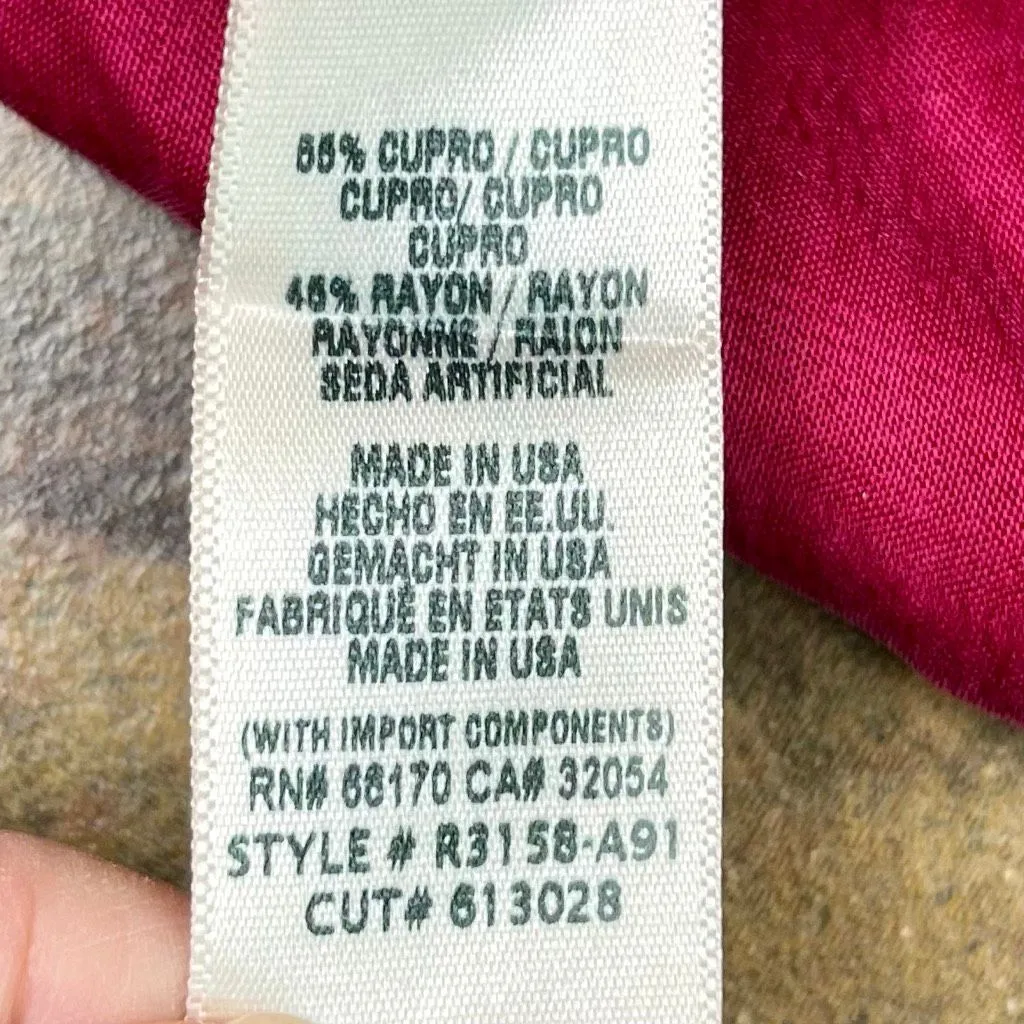 55% CUPRO / CUPRO
CUPRO/ CUPRO
CUPRO
45% RAYON / RAYON
RAYONNE / RAION
SEDA ARTIFICIAL
MADE IN USA
HECHO EN EE.UU.
GEMACHT IN USA
FABRIQUÉ EN ETATS UNIS
MADE IN USA
(WITH IMPORT COMPONENTS)
RN# 66170 CA# 32054
STYLE # R3158-A91
CUT# 613028